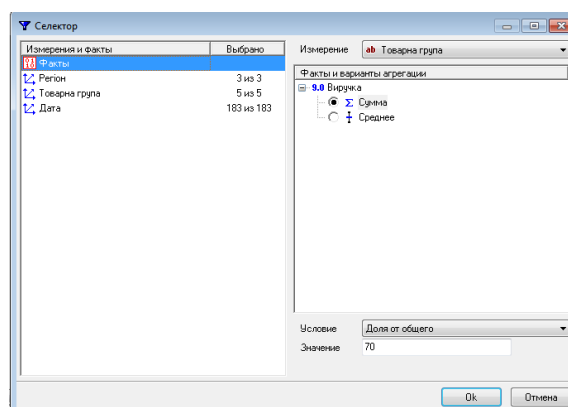 Селектор
Измерения и факты Выбрано
Факты
Регіон 3 из 3
Товарна група 5 из 5
Дата 183 из 183
Измерение ab Товарна група
Факты и варианты агрегации
9.0 Виручка
Σ Сумма
Среднее
Условие Доля от общего
Значение 70
Ok Отмена